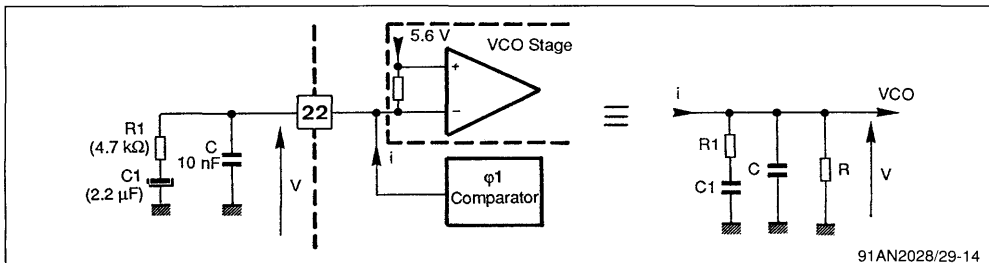 5.6 V
VCO Stage
+
−
22
R1
(4.7 kΩ)
C1
(2.2 μF)
C
10 nF
V
i
φ1
Comparator
≡
i
VCO
R1
C1
C
R
V
91AN2028/29-14